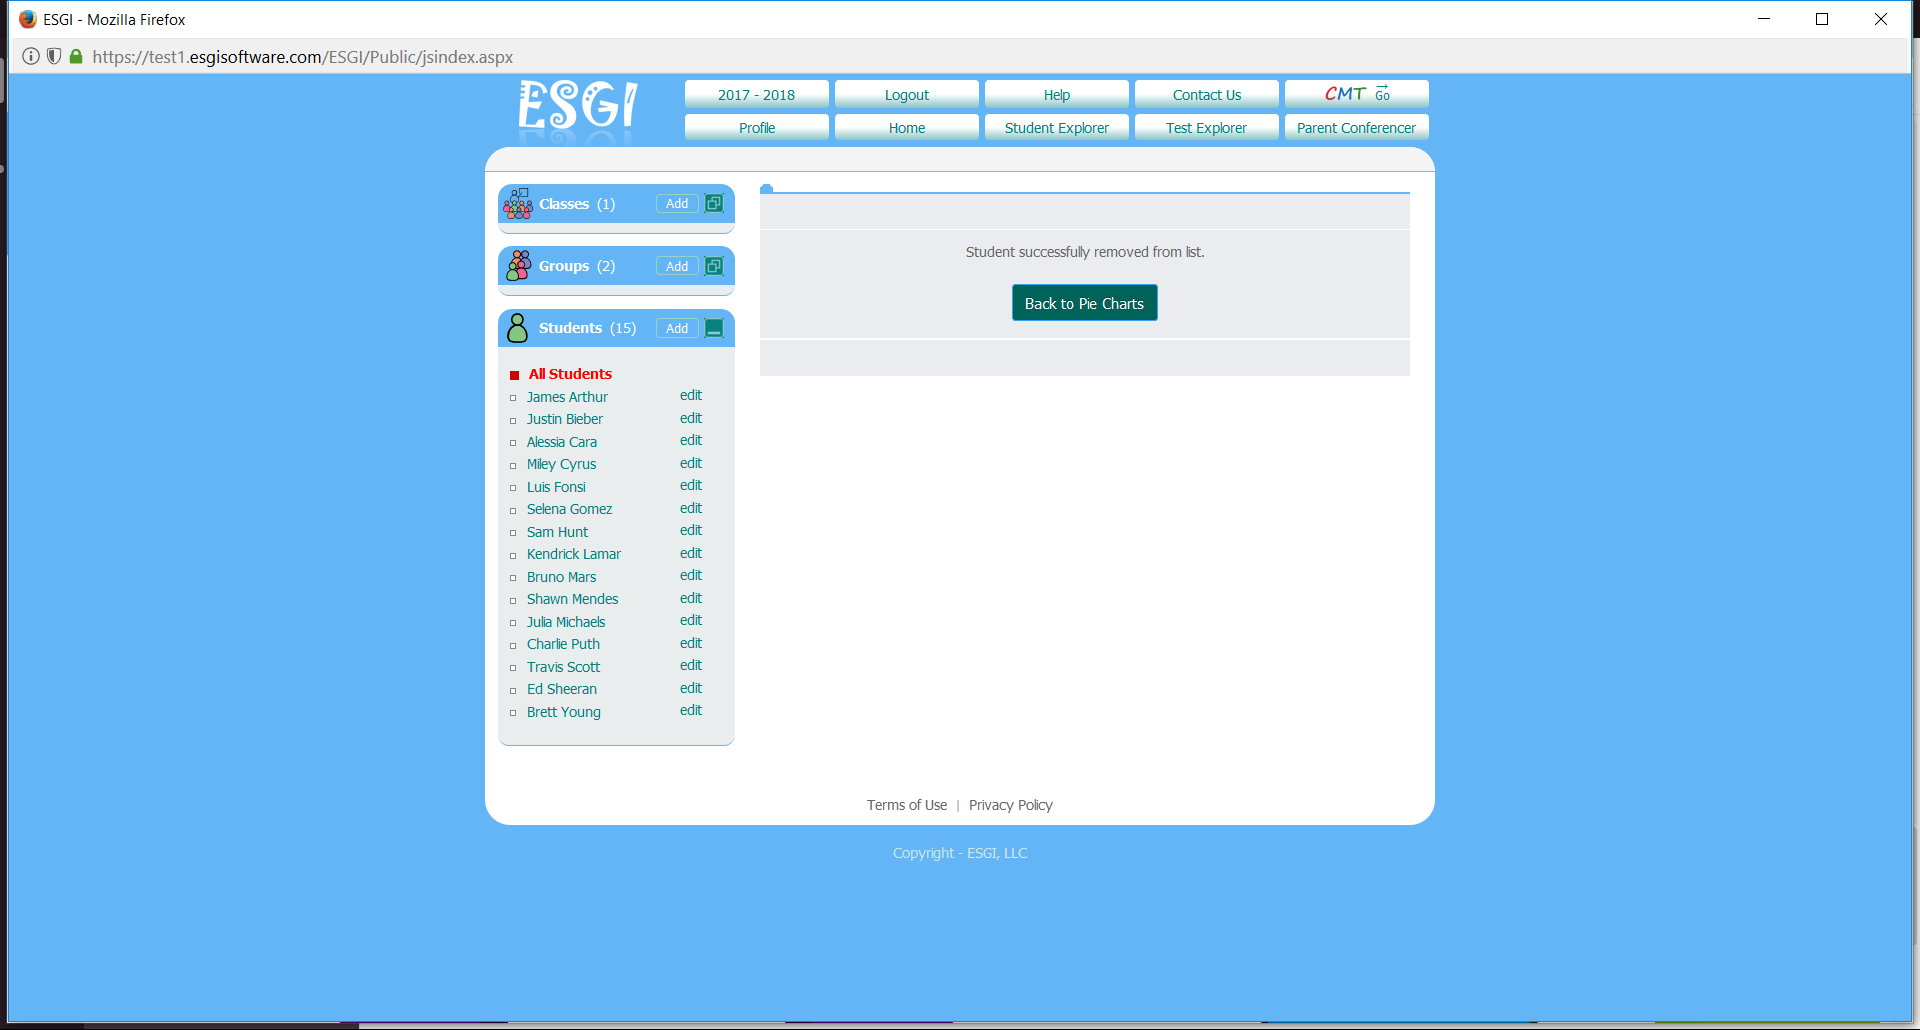 ESGI - Mozilla Firefox
https://test1.esgisoftware.com/ESGI/Public/jsindex.aspx
ESGI
2017 - 2018 Logout Help Contact Us CMT Go
Profile Home Student Explorer Test Explorer Parent Conferencer
Classes (1) Add
Groups (2) Add
Students (15) Add
All Students
James Arthur edit
Justin Bieber edit
Alessia Cara edit
Miley Cyrus edit
Luis Fonsi edit
Selena Gomez edit
Sam Hunt edit
Kendrick Lamar edit
Bruno Mars edit
Shawn Mendes edit
Julia Michaels edit
Charlie Puth edit
Travis Scott edit
Ed Sheeran edit
Brett Young edit
Student successfully removed from list.
Back to Pie Charts
Terms of Use | Privacy Policy
Copyright - ESGI, LLC